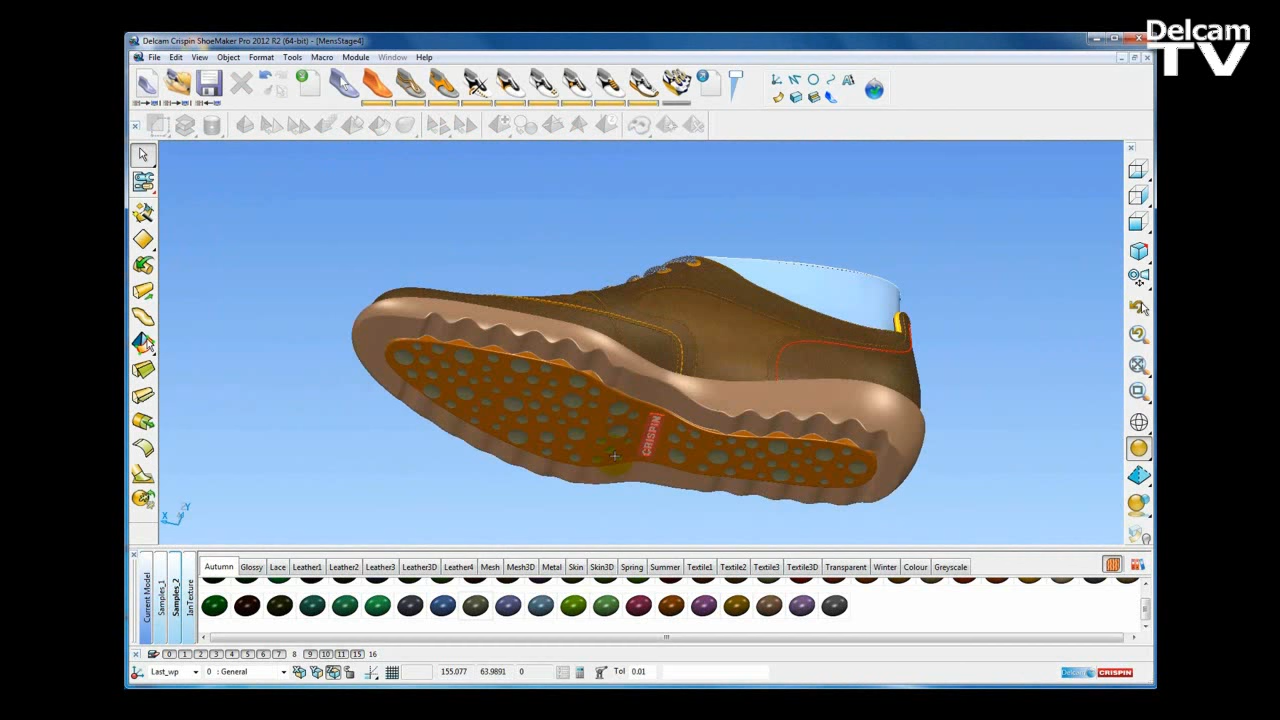 Delcam
TV
Delcam Crispin ShoeMaker Pro 2012 R2 (64-bit) - [MensStage4]
File Edit View Object Format Tools Macro Module Window Help
CRISPIN
X
Y
Current Model
Samples_1
Samples_2
IanTexture
Autumn Glossy Lace Leather1 Leather2 Leather3 Leather3D Leather4 Mesh Mesh3D Metal Skin Skin3D Spring Summer Textile1 Textile2 Textile3 Textile3D Transparent Winter Colour Greyscale
0 1 2 3 4 5 6 7 8 9 10 11 15 16
Last_wp 0 : General 155.077 63.9891 0 Tol 0.01 Delcam CRISPIN